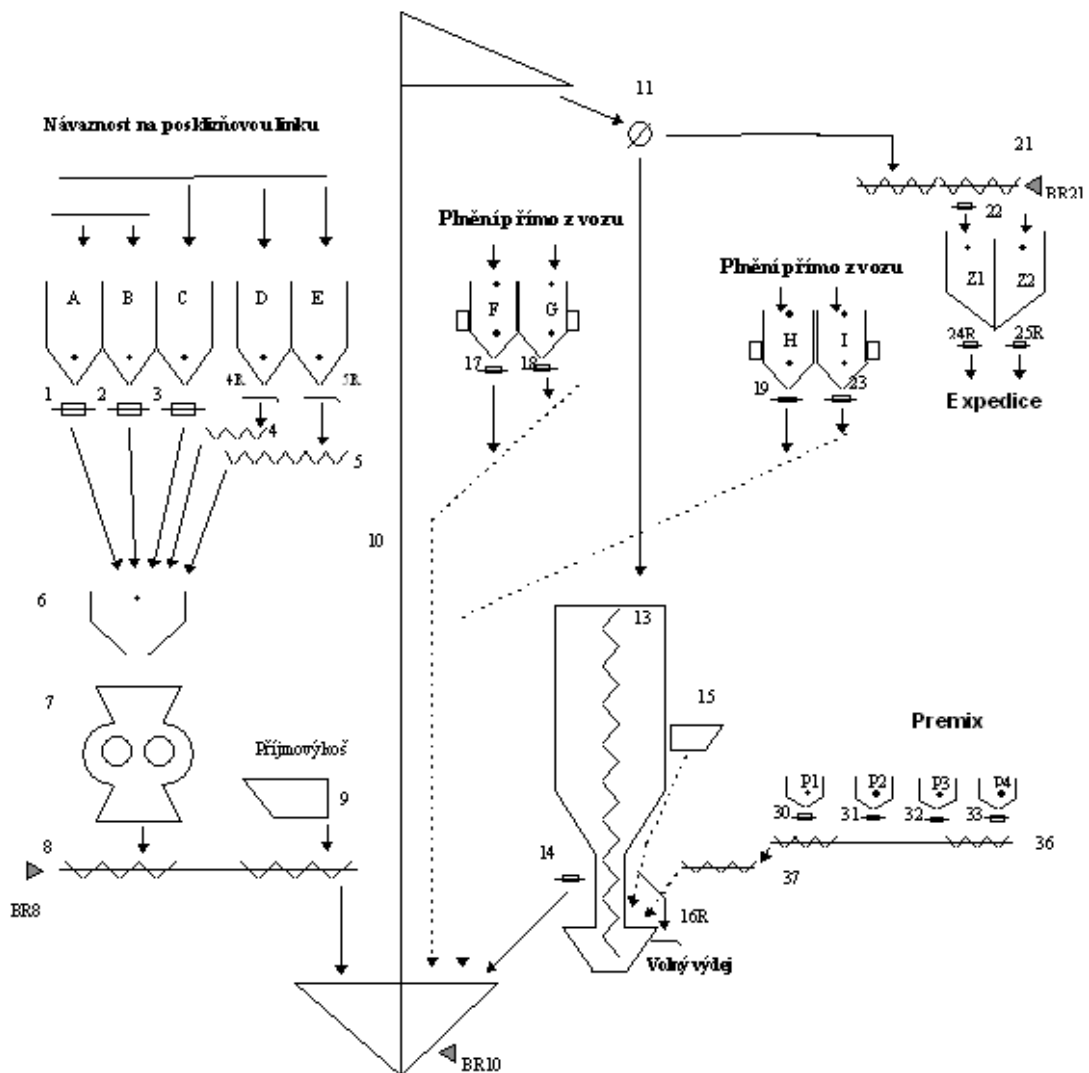 11
Návaznost na posklizňovou linku
21
BR21
22
Plnění přímo z vozu
Plnění přímo z vozu
A
B
C
D
E
F
G
H
I
Z1
Z2
24R
25R
Expedice
17
18
19
23
4R
5R
1
2
3
4
5
10
6
13
7
15
Premix
Příjmový koš
9
P1
P2
P3
P4
30
31
32
33
36
37
8
BR8
14
16R
Volný výdej
BR10